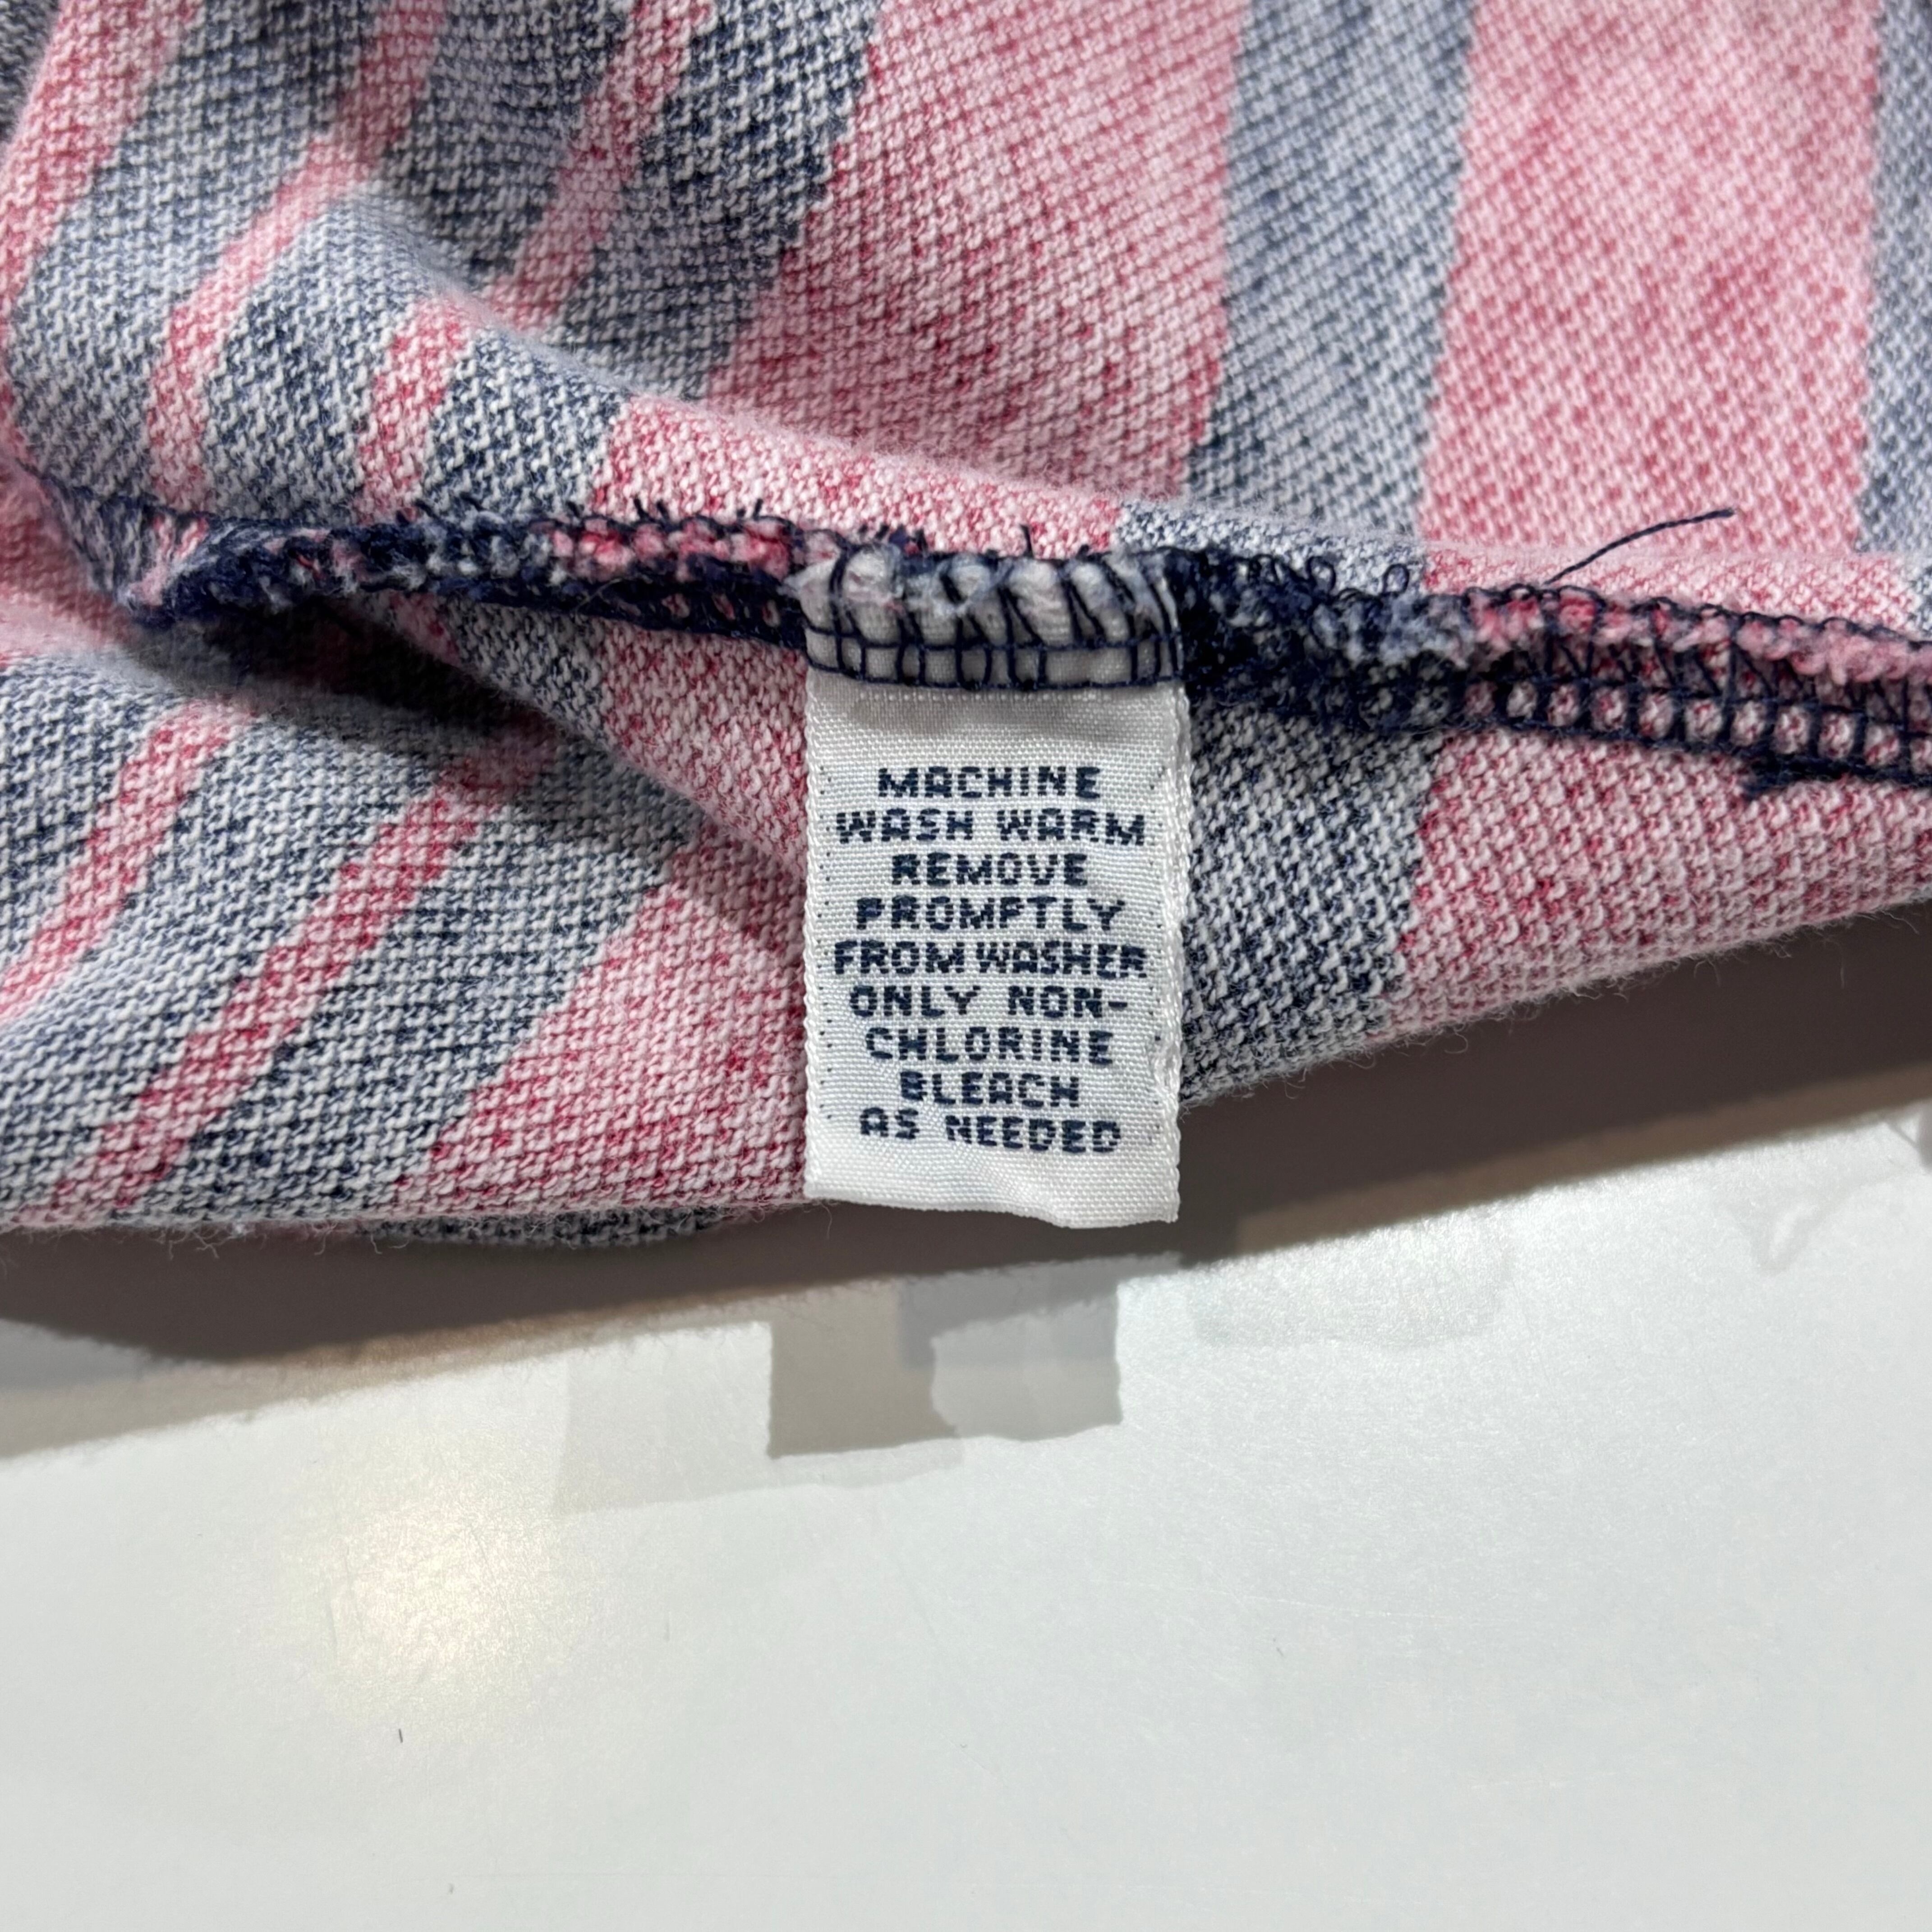 MACHINE
WASH WARM
REMOVE
PROMPTLY
FROM WASHER
ONLY NON-
CHLORINE
BLEACH
AS NEEDED